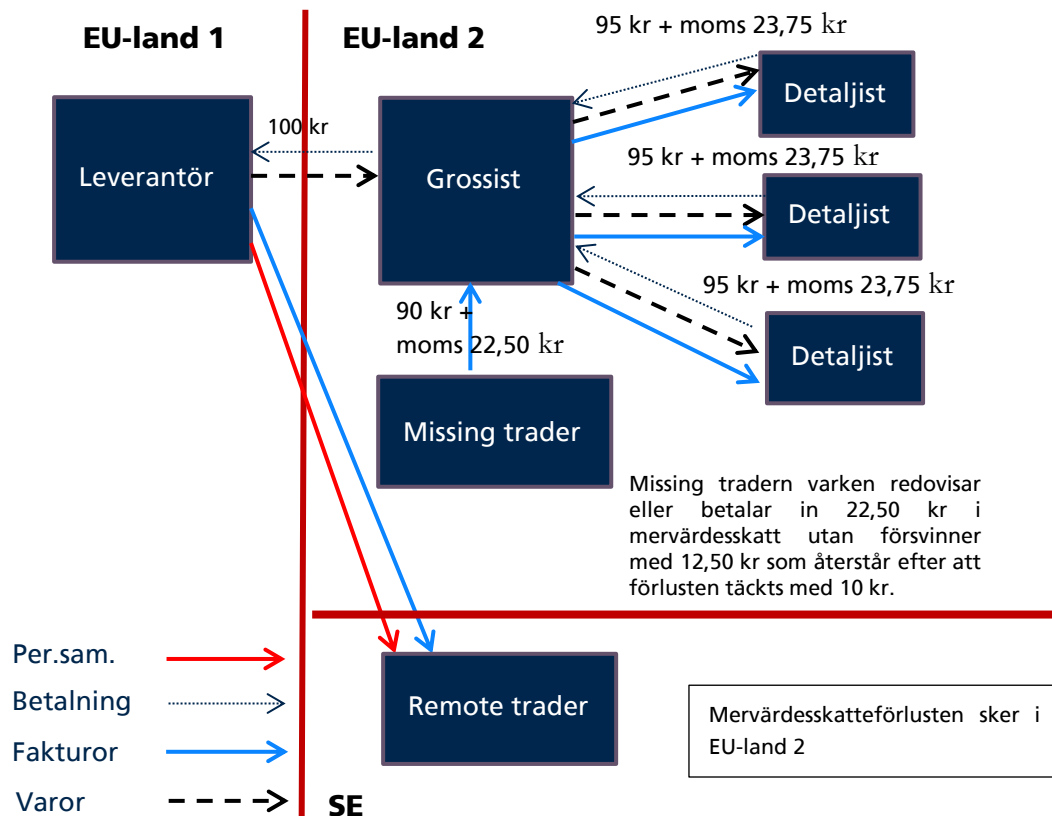 EU-land 1
EU-land 2
95 kr + moms 23,75 kr
Detaljist
100 kr
Leverantör
Grossist
95 kr + moms 23,75 kr
Detaljist
95 kr + moms 23,75 kr
90 kr +
moms 22,50 kr
Detaljist
Missing trader
Missing tradern varken redovisar
eller betalar in 22,50 kr i
mervärdesskatt utan försvinner
med 12,50 kr som återstår efter att
förlusten täckts med 10 kr.
Per.sam.
Betalning
Fakturor
Varor
Remote trader
Mervärdesskatteförlusten sker i
EU-land 2
SE